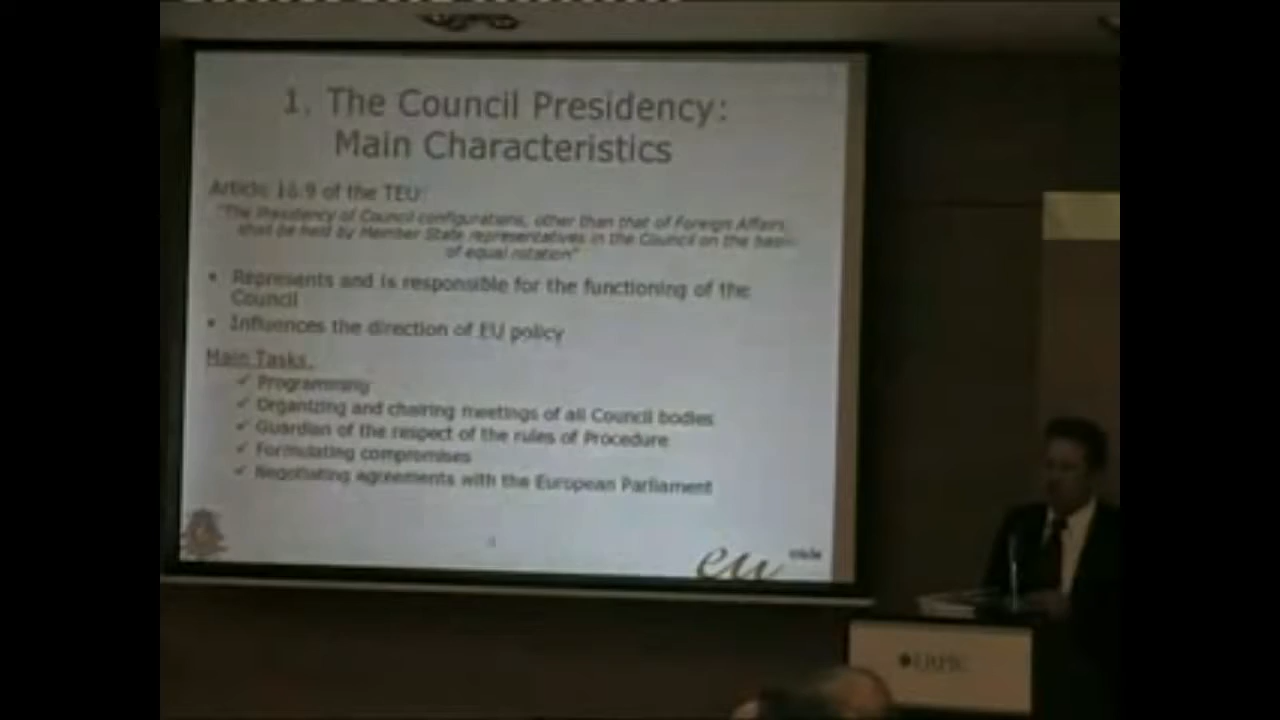 1. The Council Presidency:
Main Characteristics
Article 16.9 of the TEU:
"The Presidency of Council configurations, other than that of Foreign Affairs,
shall be held by Member State representatives in the Council on the basis
of equal rotation"
• Represents and is responsible for the functioning of the
Council
• Influences the direction of EU policy
Main Tasks:
✓ Programming
✓ Organizing and chairing meetings of all Council bodies
✓ Guardian of the respect of the rules of Procedure
✓ Formulating compromises
✓ Negotiating agreements with the European Parliament
eu